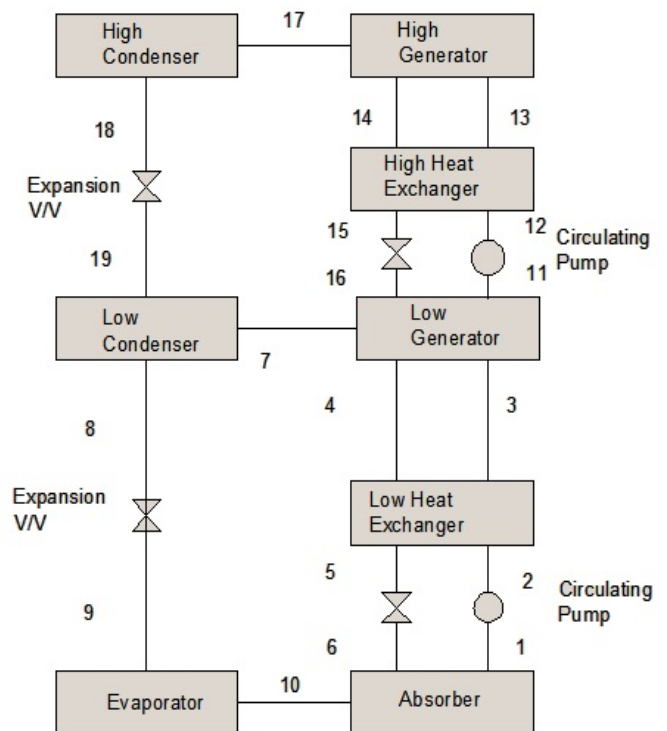 17
High
Condenser
High
Generator
18
14
13
High Heat
Exchanger
Expansion
V/V
15
12
Circulating
Pump
19
16
11
Low
Condenser
Low
Generator
7
4
3
8
Expansion
V/V
Low Heat
Exchanger
5
2
Circulating
Pump
9
6
1
10
Evaporator
Absorber